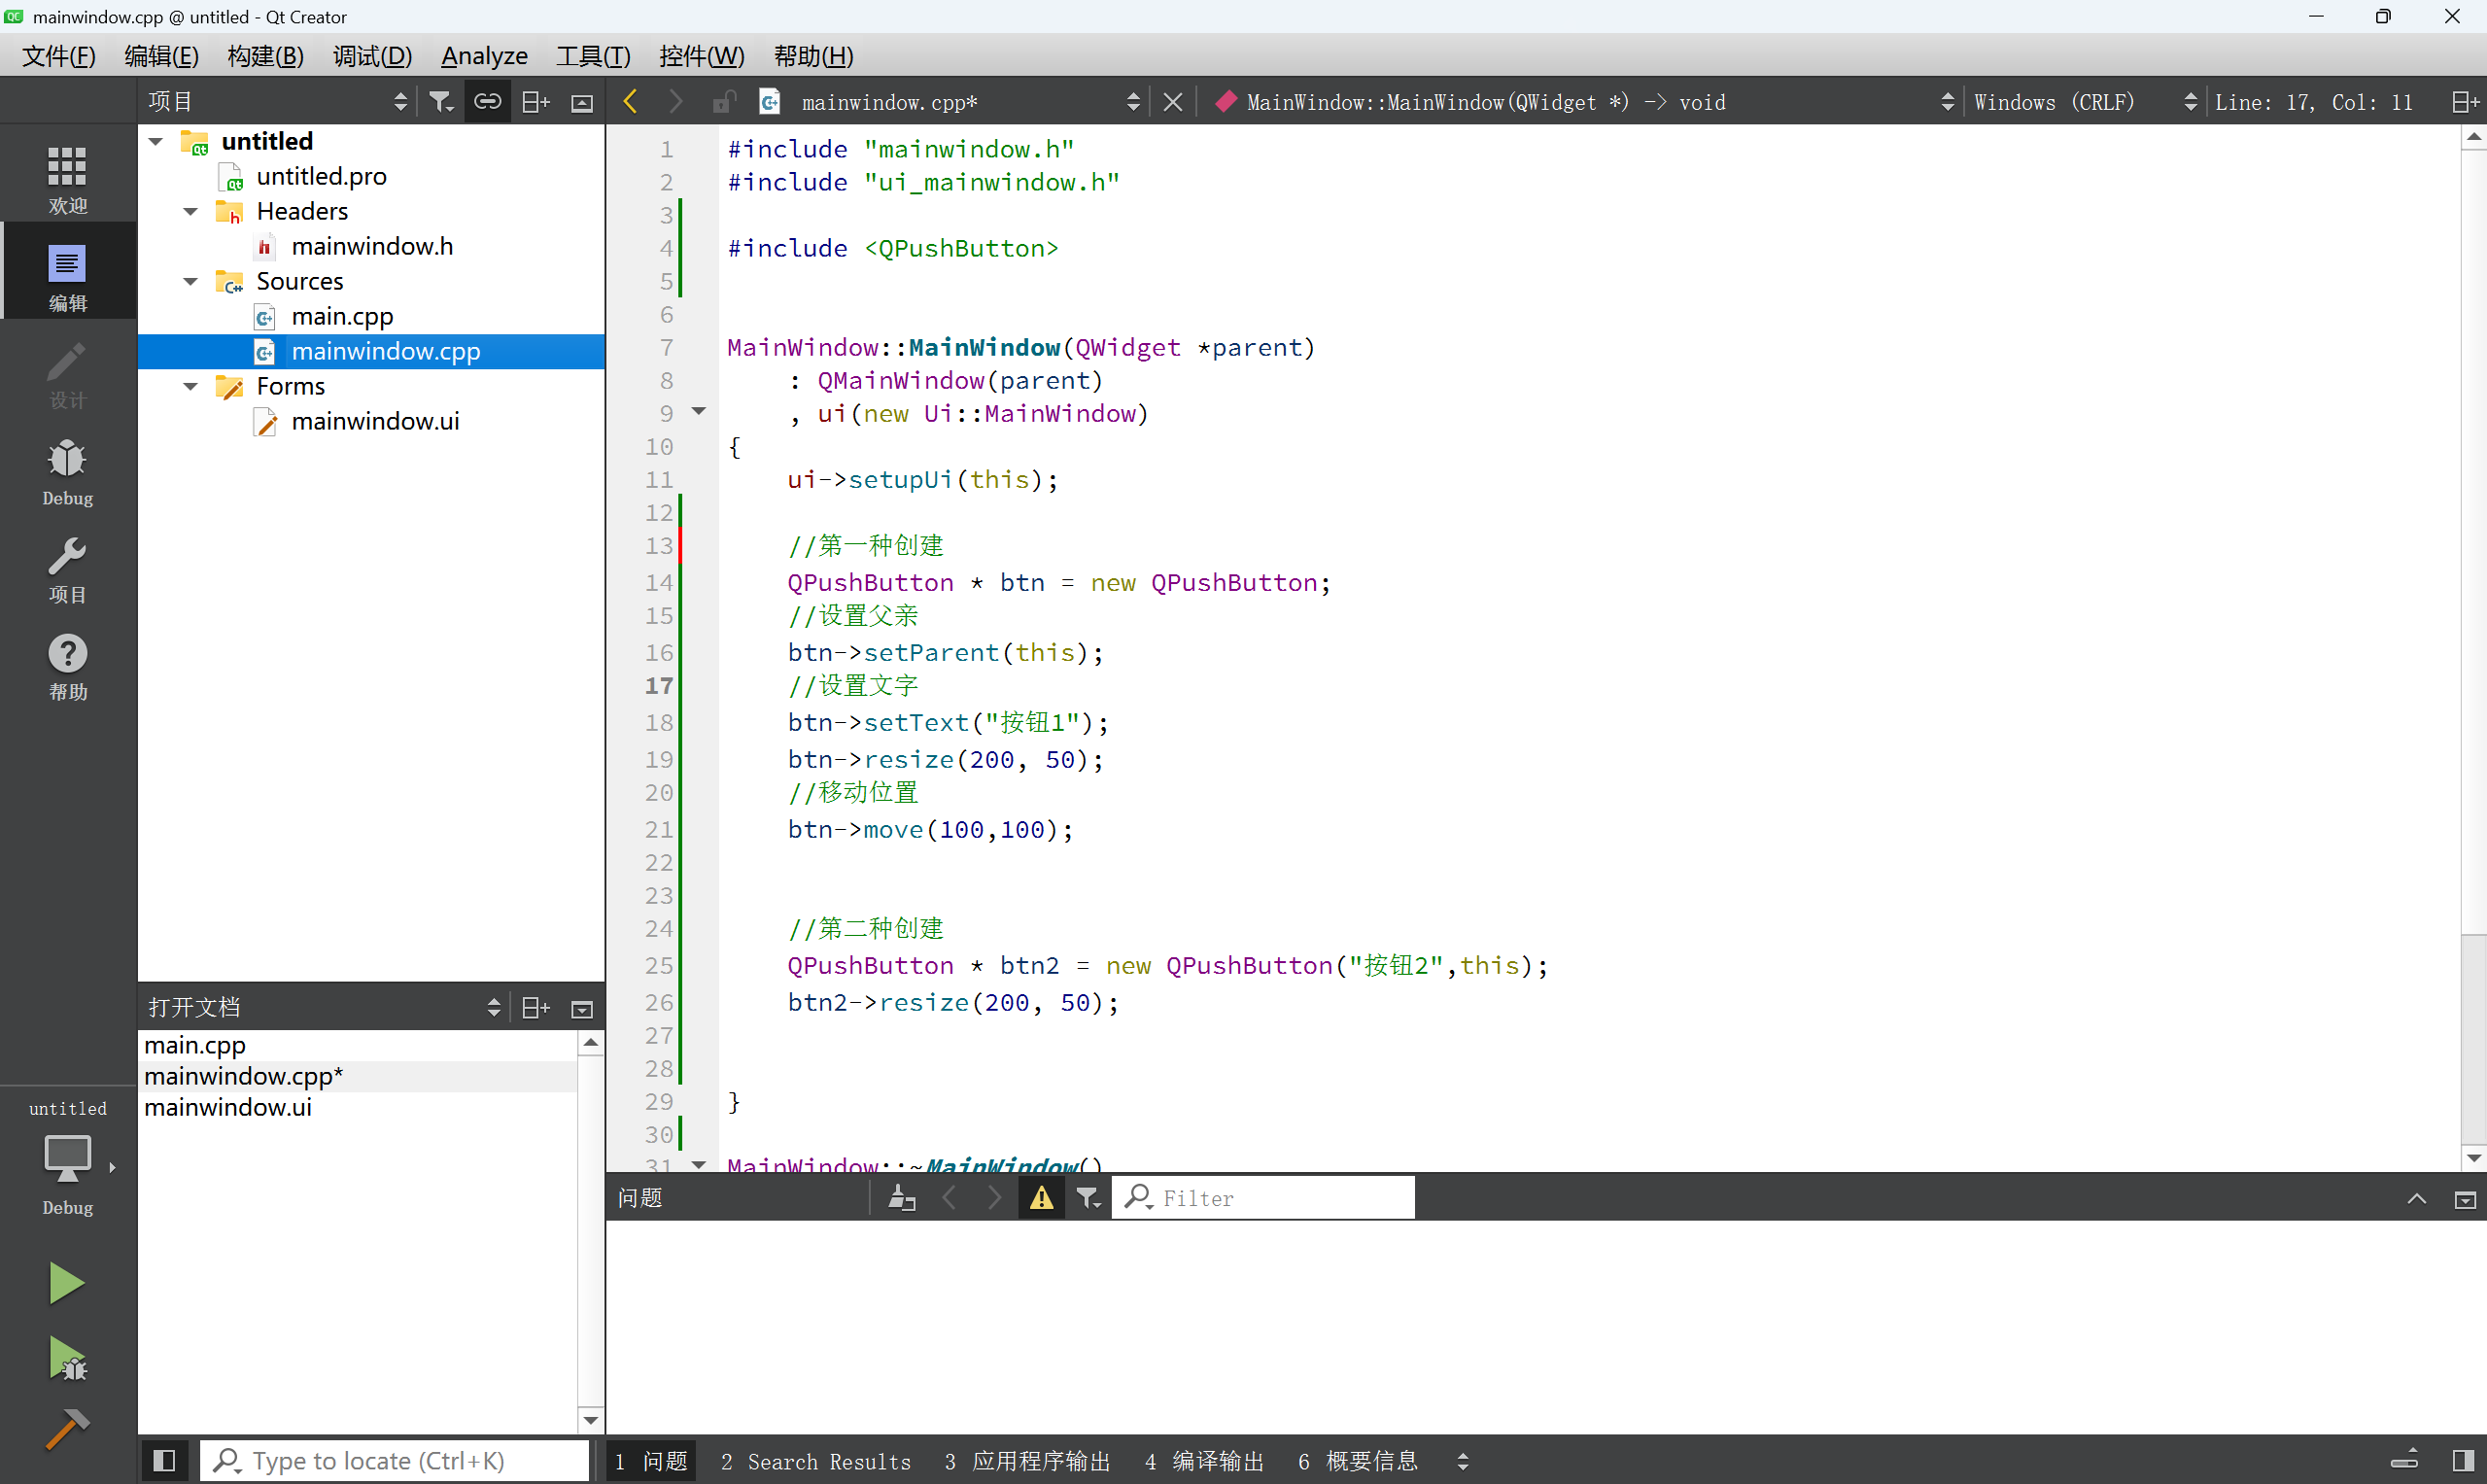 mainwindow.cpp @ untitled - Qt Creator
文件(F) 编辑(E) 构建(B) 调试(D) Analyze 工具(T) 控件(W) 帮助(H)
项目
mainwindow.cpp*
MainWindow::MainWindow(QWidget *) -> void
Windows (CRLF)
Line: 17, Col: 11
欢迎
编辑
设计
Debug
项目
帮助
untitled
Debug
untitled
untitled.pro
Headers
mainwindow.h
Sources
main.cpp
mainwindow.cpp
Forms
mainwindow.ui
打开文档
main.cpp
mainwindow.cpp*
mainwindow.ui
1 #include "mainwindow.h"
2 #include "ui_mainwindow.h"
3
4 #include <QPushButton>
5
6
7 MainWindow::MainWindow(QWidget *parent)
8 : QMainWindow(parent)
9 , ui(new Ui::MainWindow)
10 {
11 ui->setupUi(this);
12
13 //第一种创建
14 QPushButton * btn = new QPushButton;
15 //设置父亲
16 btn->setParent(this);
17 //设置文字
18 btn->setText("按钮1");
19 btn->resize(200, 50);
20 //移动位置
21 btn->move(100,100);
22
23
24 //第二种创建
25 QPushButton * btn2 = new QPushButton("按钮2",this);
26 btn2->resize(200, 50);
27
28
29 }
30
31 MainWindow::~MainWindow()
问题
Filter
Type to locate (Ctrl+K)
1 问题 2 Search Results 3 应用程序输出 4 编译输出 6 概要信息